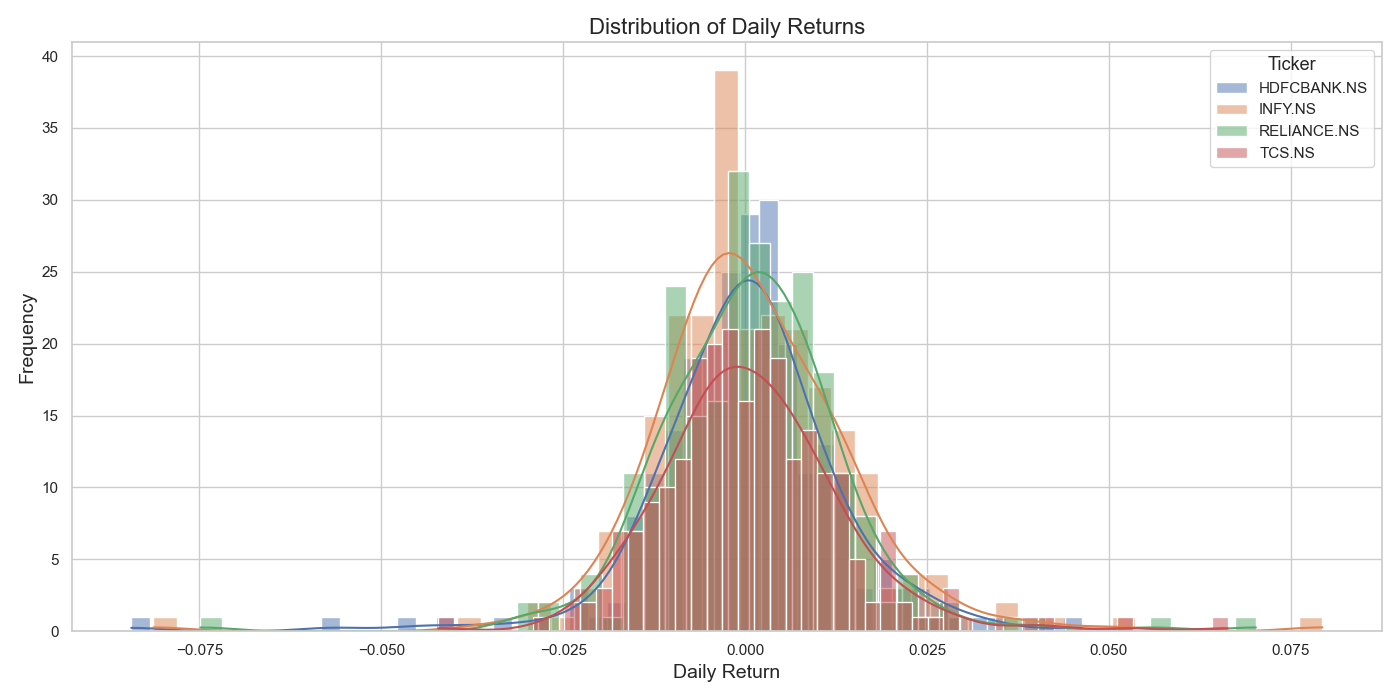 Distribution of Daily Returns
Ticker
HDFCBANK.NS
INFY.NS
RELIANCE.NS
TCS.NS
Frequency
40
35
30
25
20
15
10
5
0
−0.075
−0.050
−0.025
0.000
0.025
0.050
0.075
Daily Return